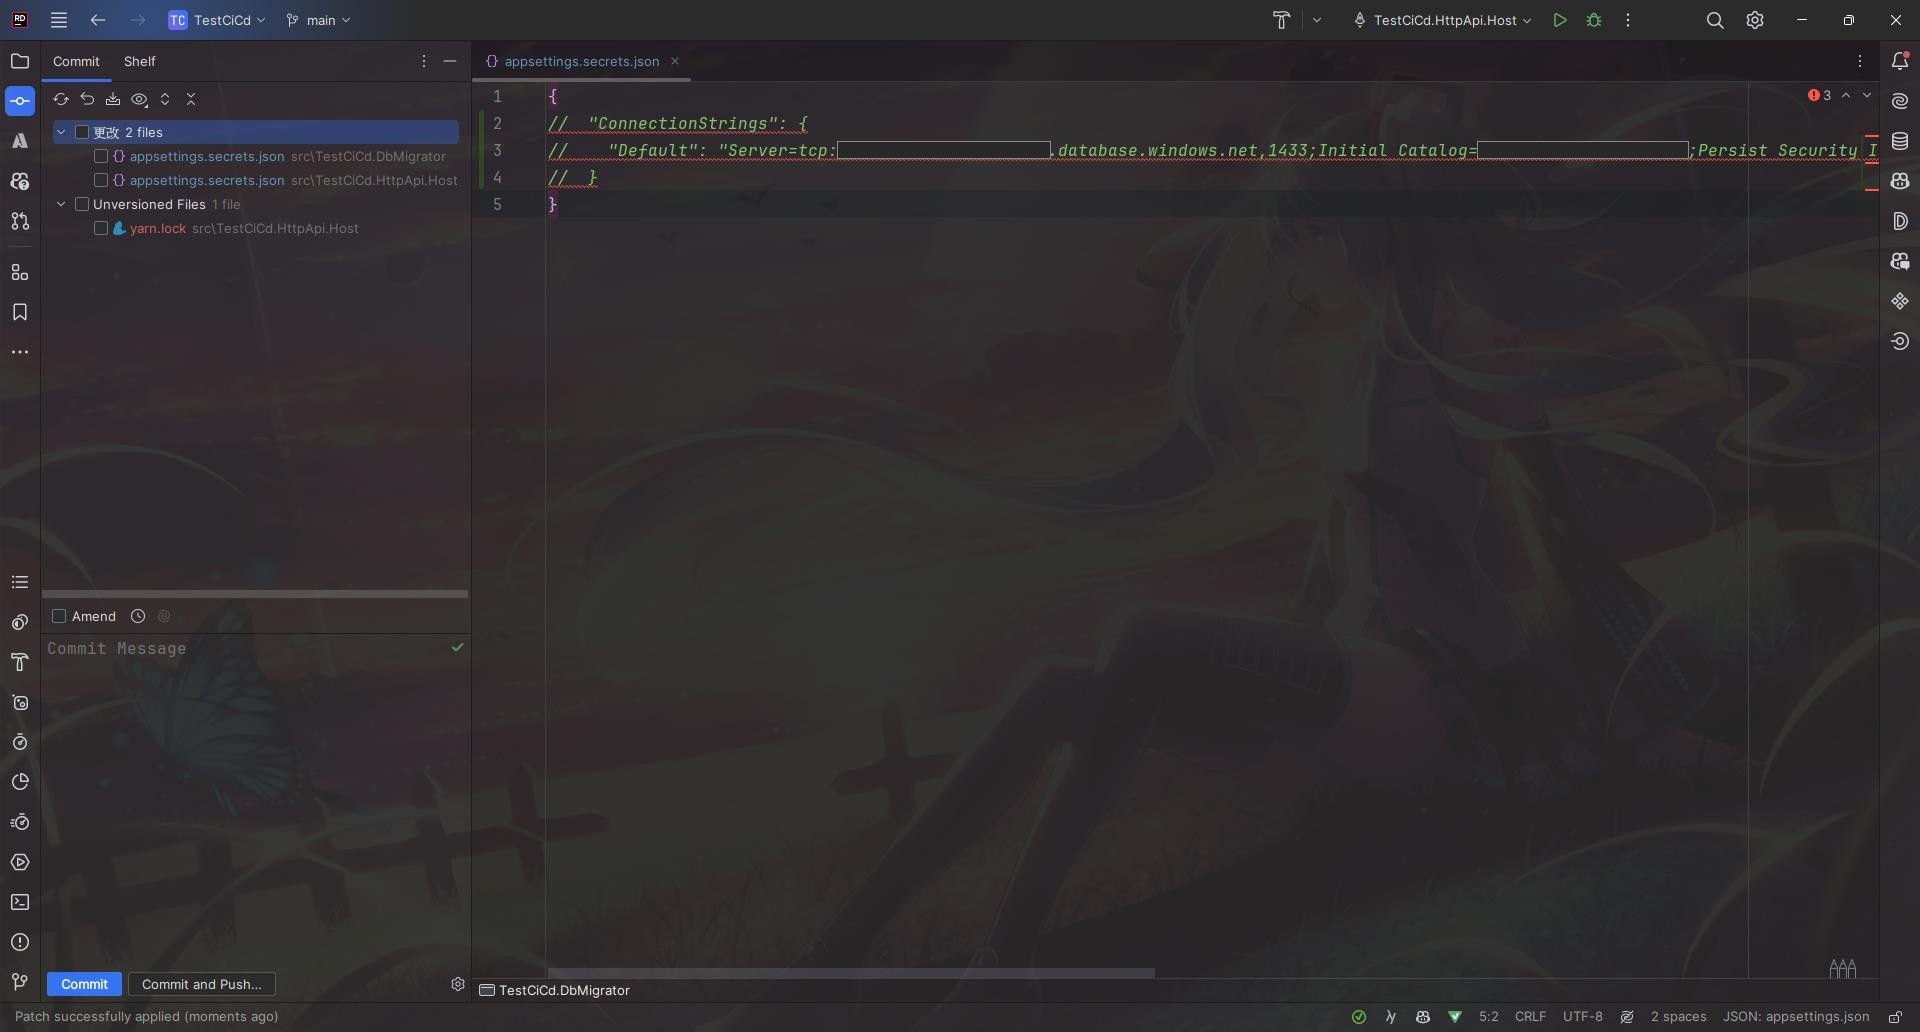 TC TestCiCd main TestCiCd.HttpApi.Host
Commit Shelf
appsettings.secrets.json
更改 2 files
appsettings.secrets.json src\TestCiCd.DbMigrator
appsettings.secrets.json src\TestCiCd.HttpApi.Host
Unversioned Files 1 file
yarn.lock src\TestCiCd.HttpApi.Host
Amend
Commit Message
Commit Commit and Push...
1 {
2 //  "ConnectionStrings": {
3 //    "Default": "Server=tcp: .database.windows.net,1433;Initial Catalog= ;Persist Security I
4 //  }
5 }
3
TestCiCd.DbMigrator
Patch successfully applied (moments ago)
5:2 CRLF UTF-8 2 spaces JSON: appsettings.json